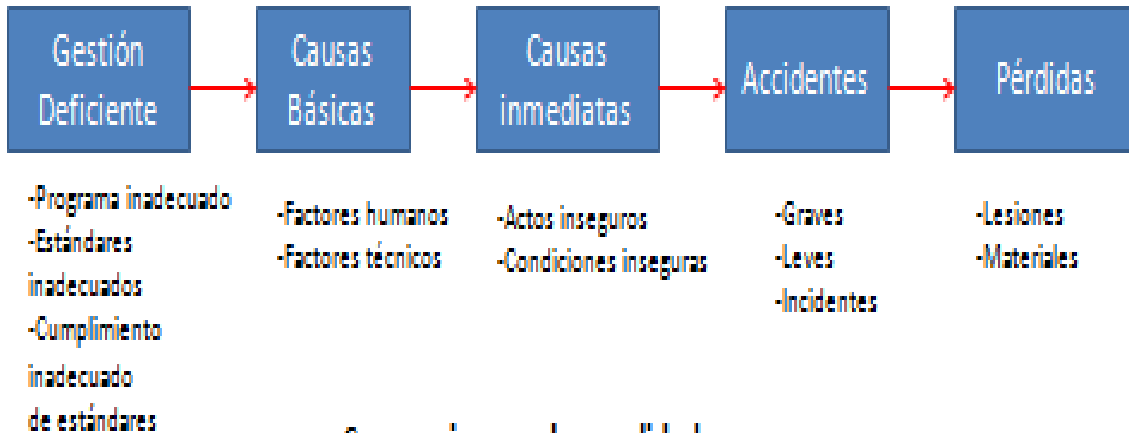 Gestión
Deficiente
Causas
Básicas
Causas
inmediatas
Accidentes
Pérdidas
-Programa inadecuado
-Estándares
inadecuados
-Cumplimiento
inadecuado
de estándares
-Factores humanos
-Factores técnicos
-Actos inseguros
-Condiciones inseguras
-Graves
-Leves
-Incidentes
-Lesiones
-Materiales